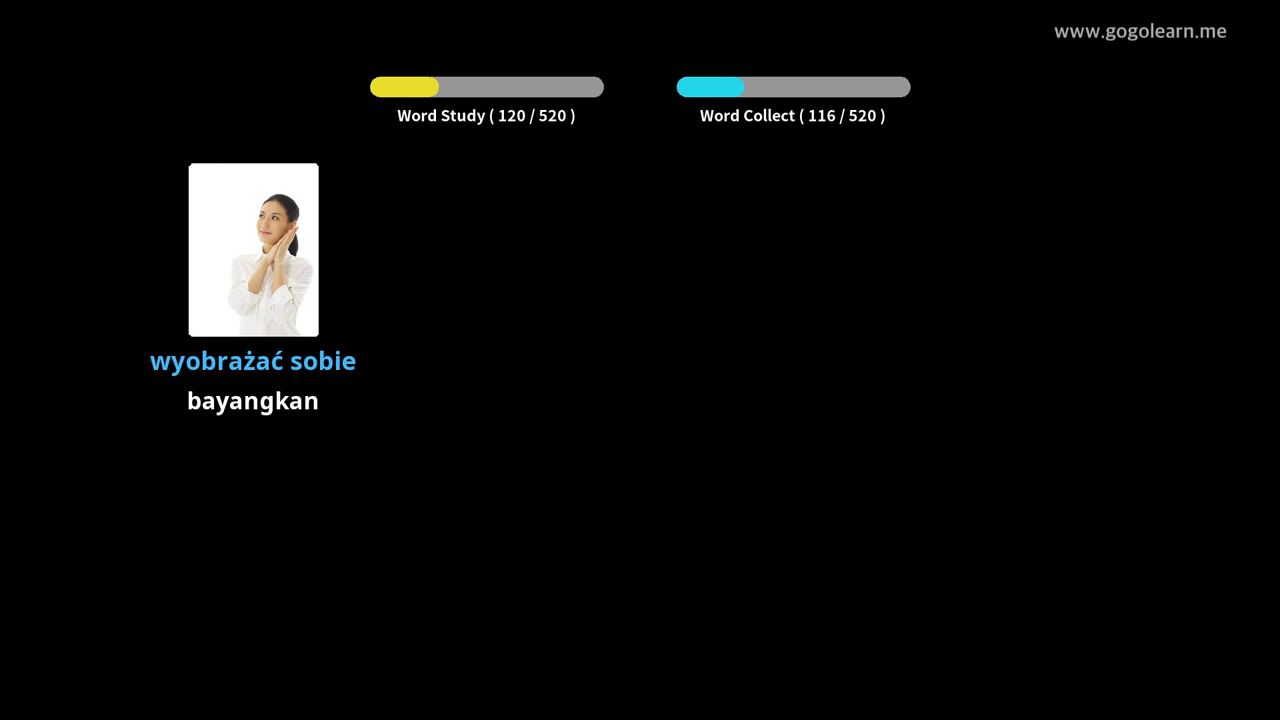 www.gogolearn.me
Word Study ( 120 / 520 )
Word Collect ( 116 / 520 )
wyobrażać sobie
bayangkan